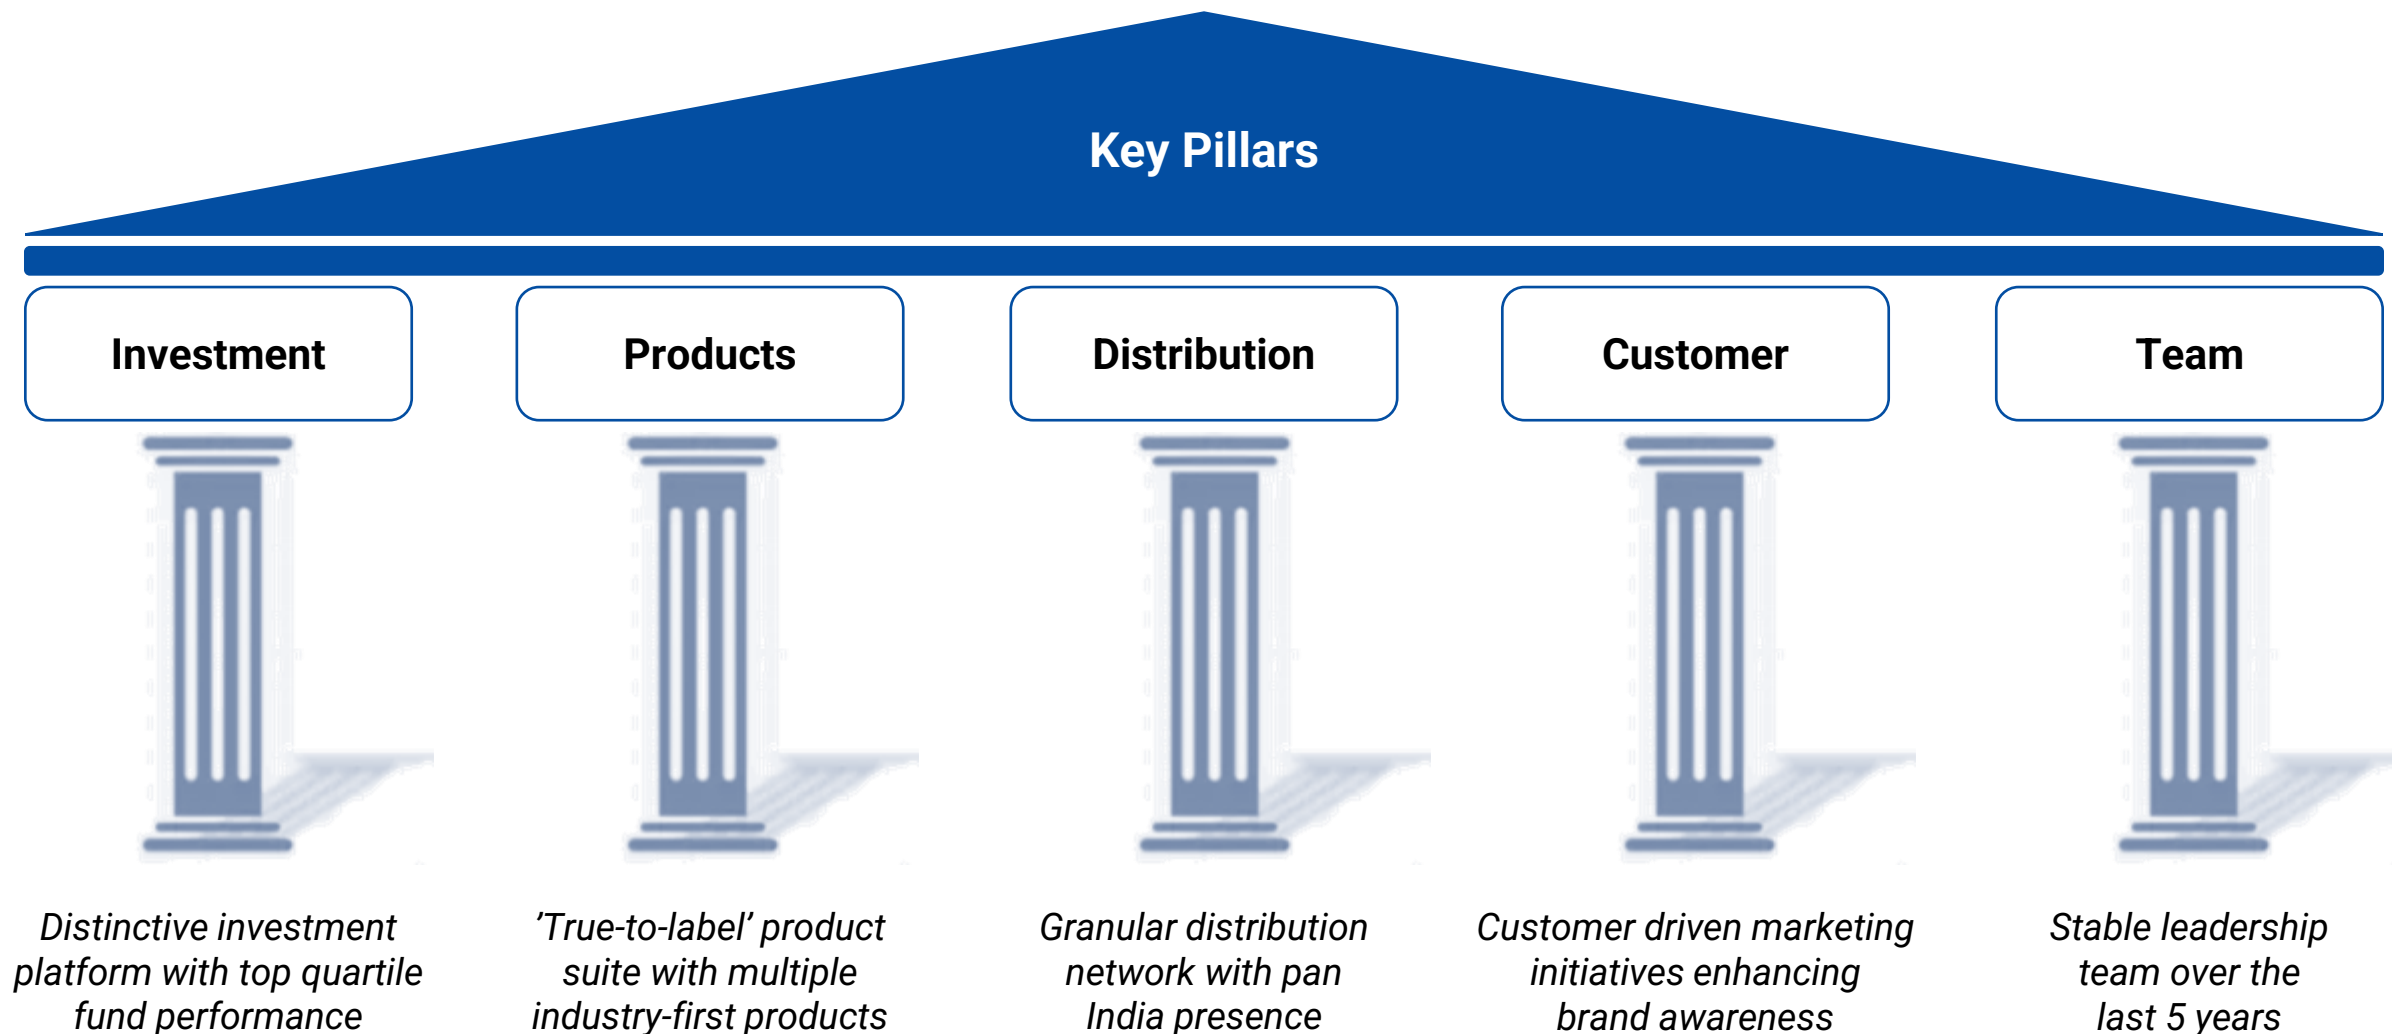 Key Pillars
Investment
Products
Distribution
Customer
Team
Distinctive investment
platform with top quartile
fund performance
’True-to-label’ product
suite with multiple
industry-first products
Granular distribution
network with pan
India presence
Customer driven marketing
initiatives enhancing
brand awareness
Stable leadership
team over the
last 5 years